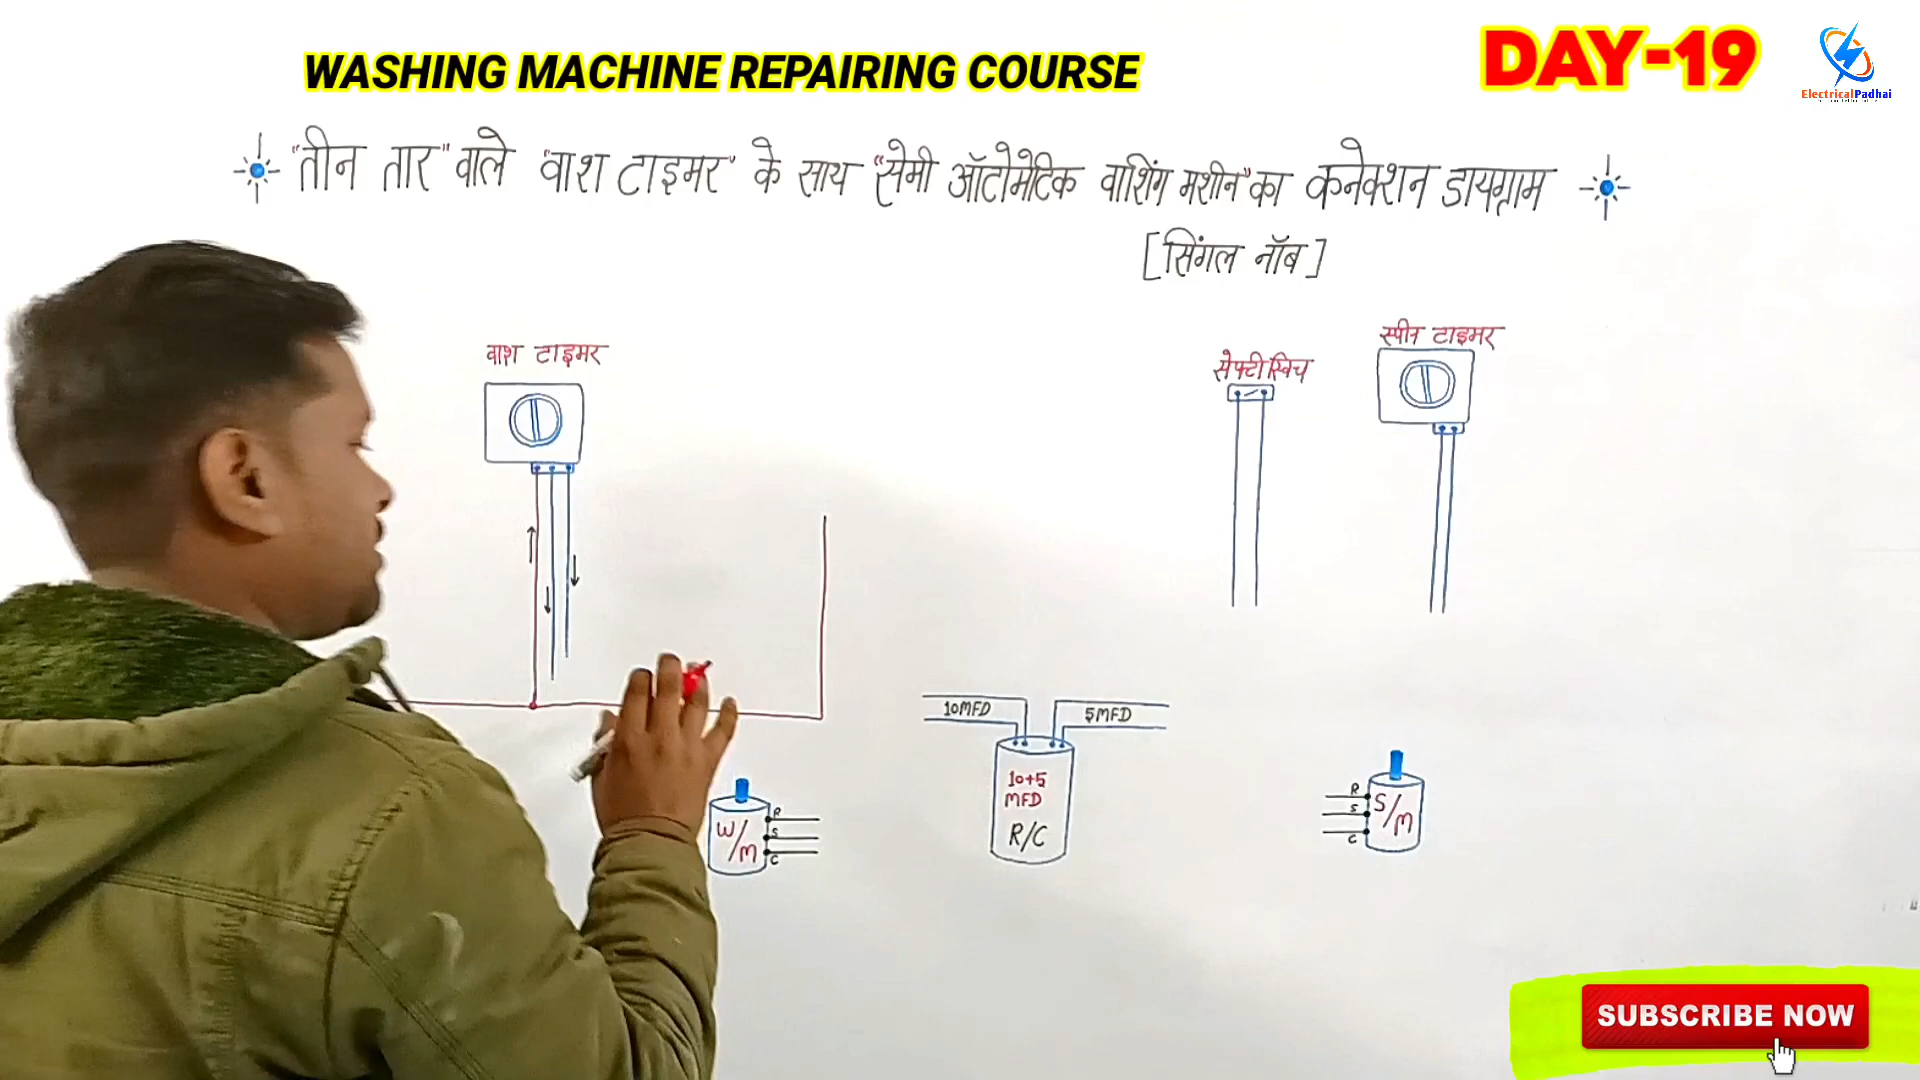 WASHING MACHINE REPAIRING COURSE
DAY-19
ElectricalPadhai
"तीन तार" वाले "वाश टाइमर" के साथ "सेमी ऑटोमेटिक वाशिंग मशीन" का कनेक्शन डायग्राम
[सिंगल नॉब]
वाश टाइमर
सेफ्टी स्विच
स्पीन टाइमर
10MFD
5MFD
10+5
MFD
R/C
W/M
R
S
C
R
S
C
S/M
SUBSCRIBE NOW